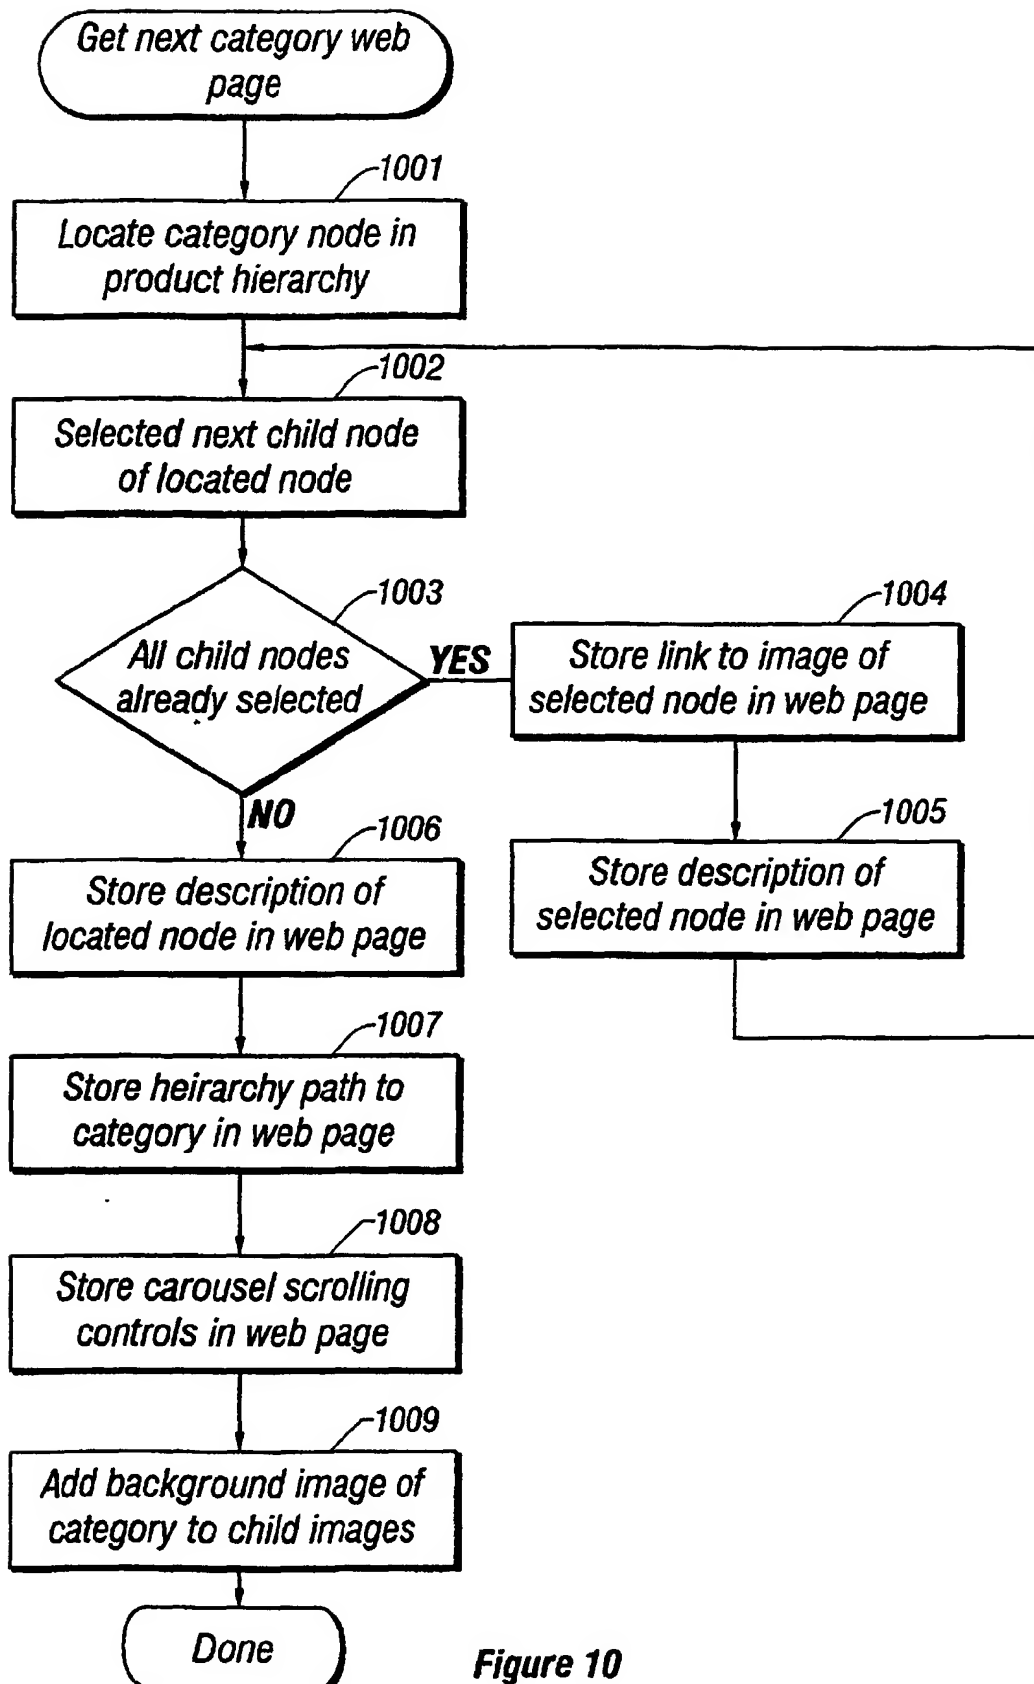 Get next category web
page
1001
Locate category node in
product hierarchy
1002
Selected next child node
of located node
1003
All child nodes
already selected
YES
1004
Store link to image of
selected node in web page
1005
Store description of
selected node in web page
NO
1006
Store description of
located node in web page
1007
Store heirarchy path to
category in web page
1008
Store carousel scrolling
controls in web page
1009
Add background image of
category to child images
Done
Figure 10